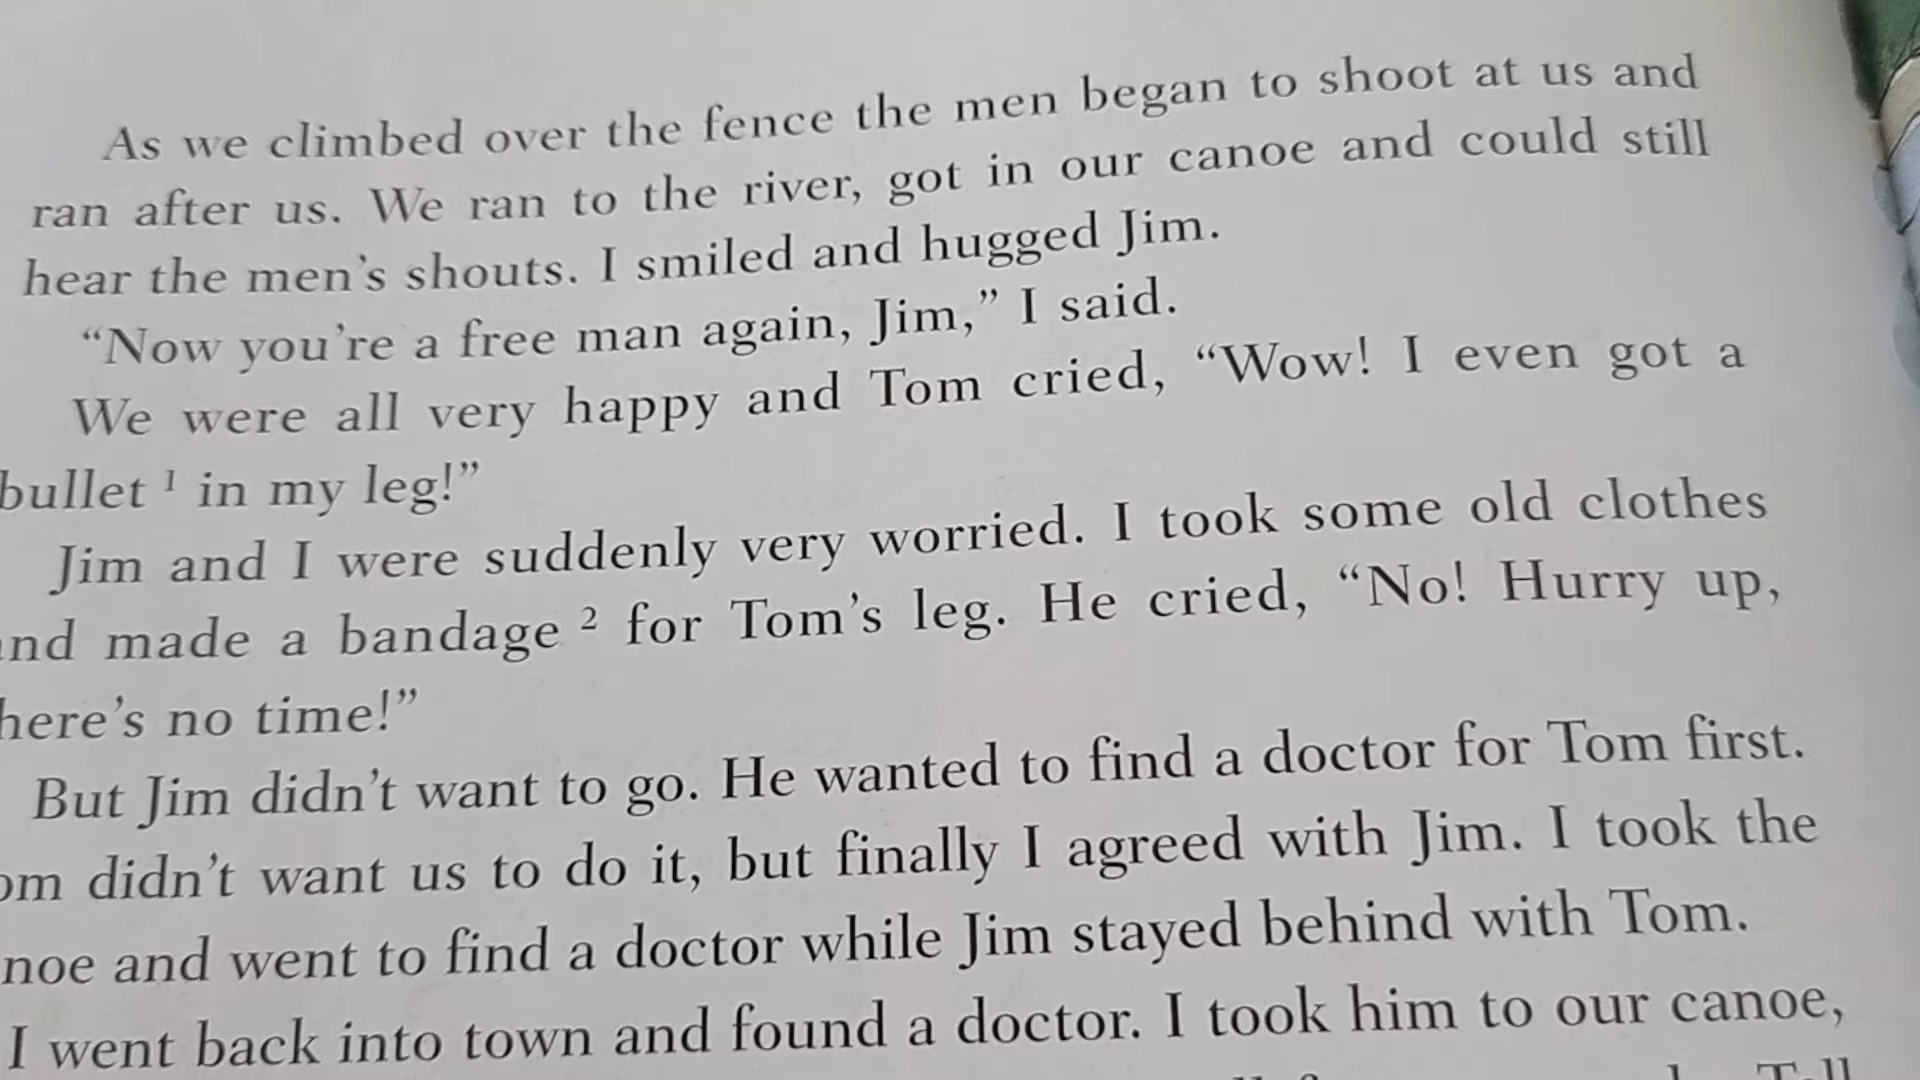 As we climbed over the fence the men began to shoot at us and
ran after us. We ran to the river, got in our canoe and could still
hear the men's shouts. I smiled and hugged Jim.
“Now you're a free man again, Jim,” I said.
We were all very happy and Tom cried, “Wow! I even got a
bullet ¹ in my leg!”
Jim and I were suddenly very worried. I took some old clothes
nd made a bandage ² for Tom's leg. He cried, “No! Hurry up,
here's no time!”
But Jim didn't want to go. He wanted to find a doctor for Tom first.
om didn't want us to do it, but finally I agreed with Jim. I took the
noe and went to find a doctor while Jim stayed behind with Tom.
I went back into town and found a doctor. I took him to our canoe,